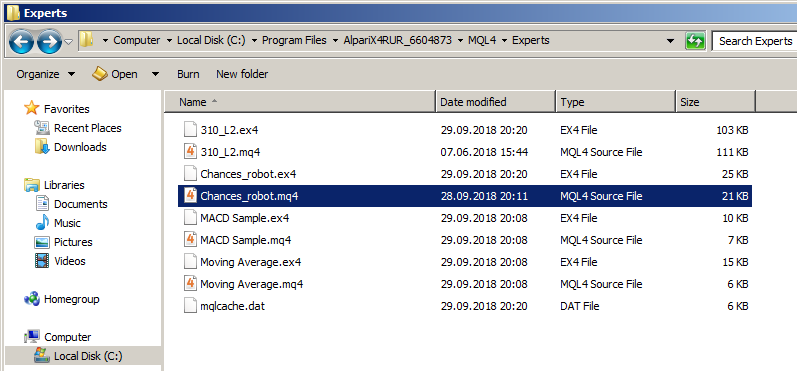 Experts
Computer Local Disk (C:) Program Files AlpariX4RUR_6604873 MQL4 Experts Search Experts
Organize Open Burn New folder
Favorites
Recent Places
Downloads
Libraries
Documents
Music
Pictures
Videos
Homegroup
Computer
Local Disk (C:)
Name Date modified Type Size
310_L2.ex4 29.09.2018 20:20 EX4 File 103 KB
310_L2.mq4 07.06.2018 15:44 MQL4 Source File 111 KB
Chances_robot.ex4 29.09.2018 20:20 EX4 File 25 KB
Chances_robot.mq4 28.09.2018 20:11 MQL4 Source File 21 KB
MACD Sample.ex4 29.09.2018 20:08 EX4 File 10 KB
MACD Sample.mq4 29.09.2018 20:08 MQL4 Source File 7 KB
Moving Average.ex4 29.09.2018 20:08 EX4 File 15 KB
Moving Average.mq4 29.09.2018 20:08 MQL4 Source File 6 KB
mqlcache.dat 29.09.2018 20:20 DAT File 6 KB